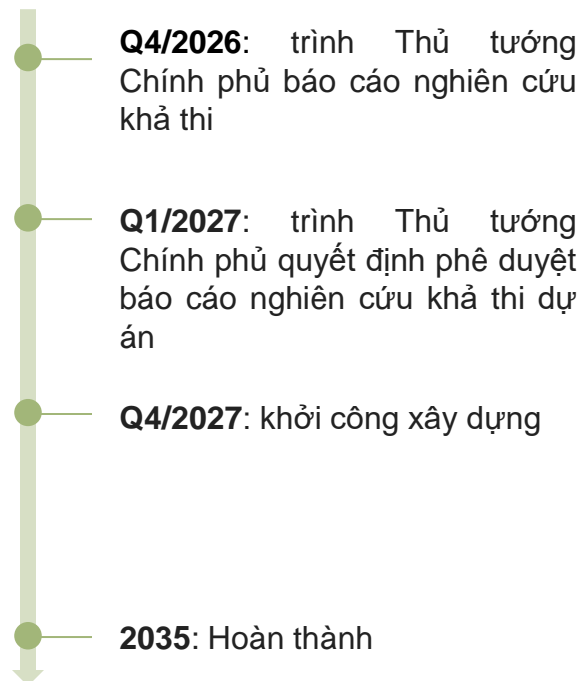 Q4/2026: trình Thủ tướng
Chính phủ báo cáo nghiên cứu
khả thi
Q1/2027: trình Thủ tướng
Chính phủ quyết định phê duyệt
báo cáo nghiên cứu khả thi dự
án
Q4/2027: khởi công xây dựng
2035: Hoàn thành